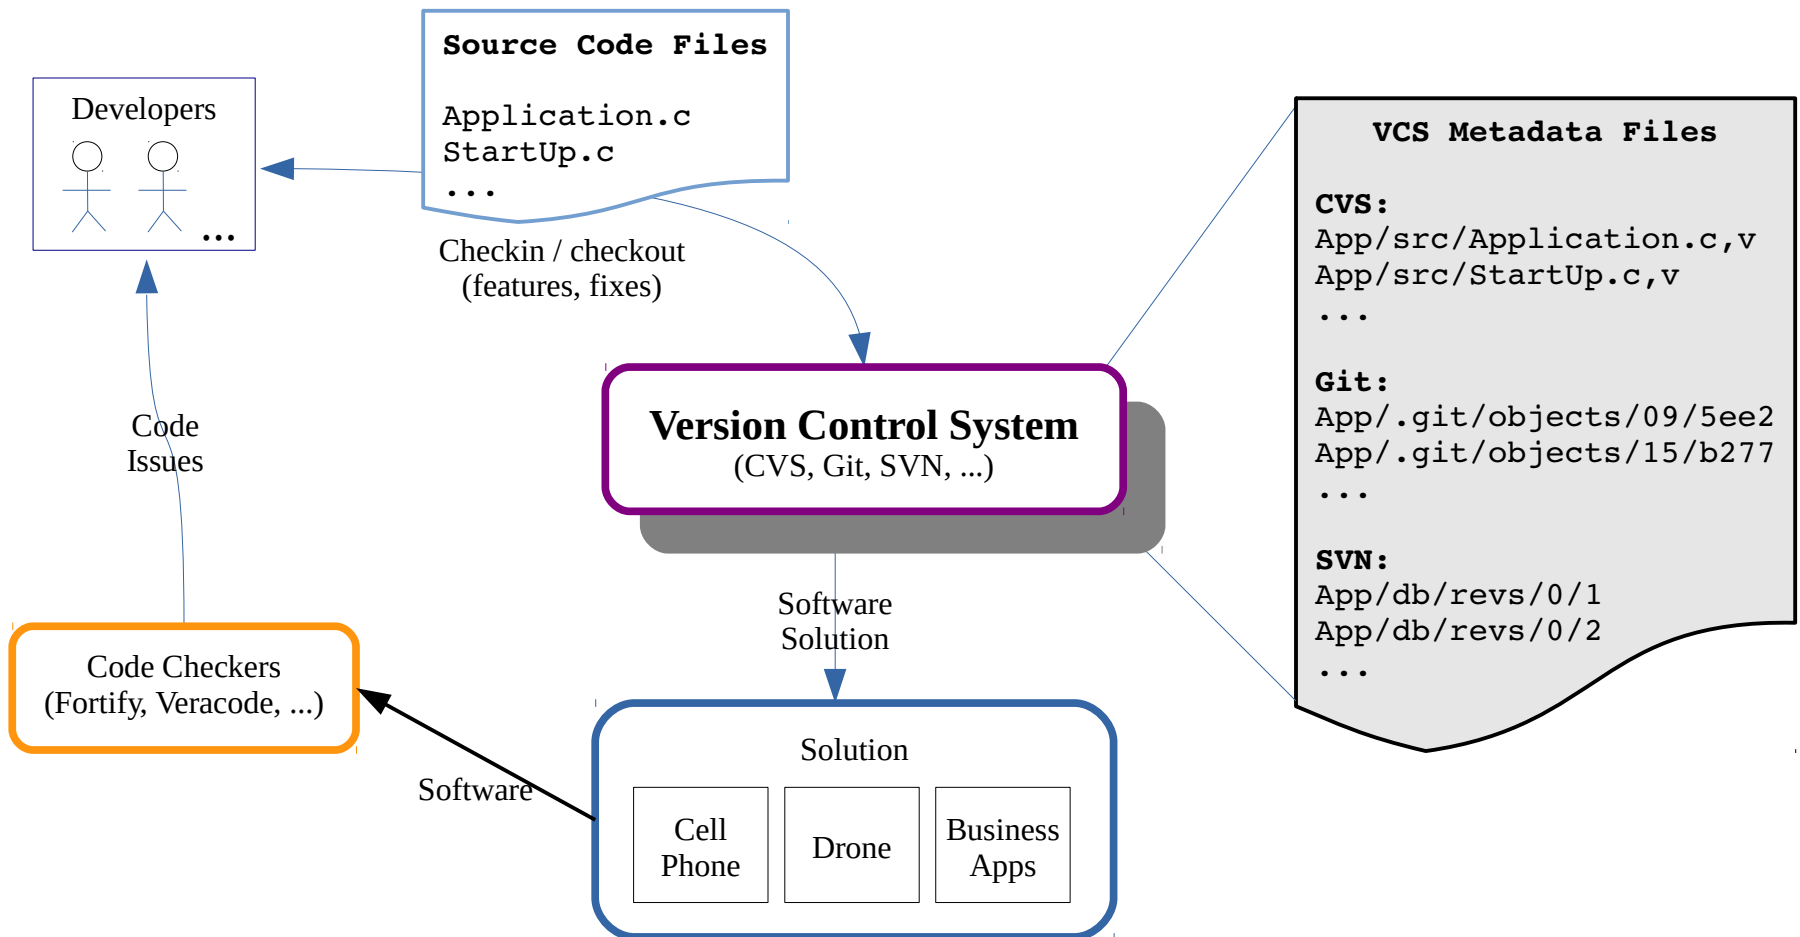 Source Code Files
Application.c
StartUp.c
...
Developers
...
Checkin / checkout
(features, fixes)
VCS Metadata Files
CVS:
App/src/Application.c,v
App/src/StartUp.c,v
...
Git:
App/.git/objects/09/5ee2
App/.git/objects/15/b277
...
SVN:
App/db/revs/0/1
App/db/revs/0/2
...
Version Control System
(CVS, Git, SVN, ...)
Code
Issues
Software
Solution
Code Checkers
(Fortify, Veracode, ...)
Software
Solution
Cell
Phone
Drone
Business
Apps